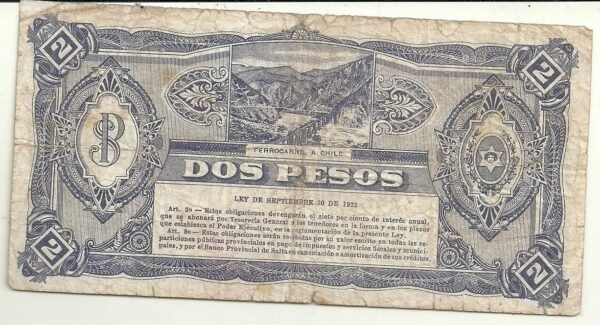 2
2
FERROCARRIL A CHILE
DOS PESOS
LEY DE SEPTIEMBRE 30 DE 1922
Art. 2o — Estas obligaciones devengarán el siete por ciento de interés anual,
que se abonará por Tesorería General a los tenedores en la forma y en los plazos
que establezca el Poder Ejecutivo, en la reglamentación de la presente Ley.
Art. 8o — Estas obligaciones serán recibidas por su valor escrito en todas las re-
particiones públicas provinciales en pago de impuestos y servicios fiscales y munici-
pales, y por el Banco Provincial de Salta en cancelación o amortización de sus créditos.
2
2